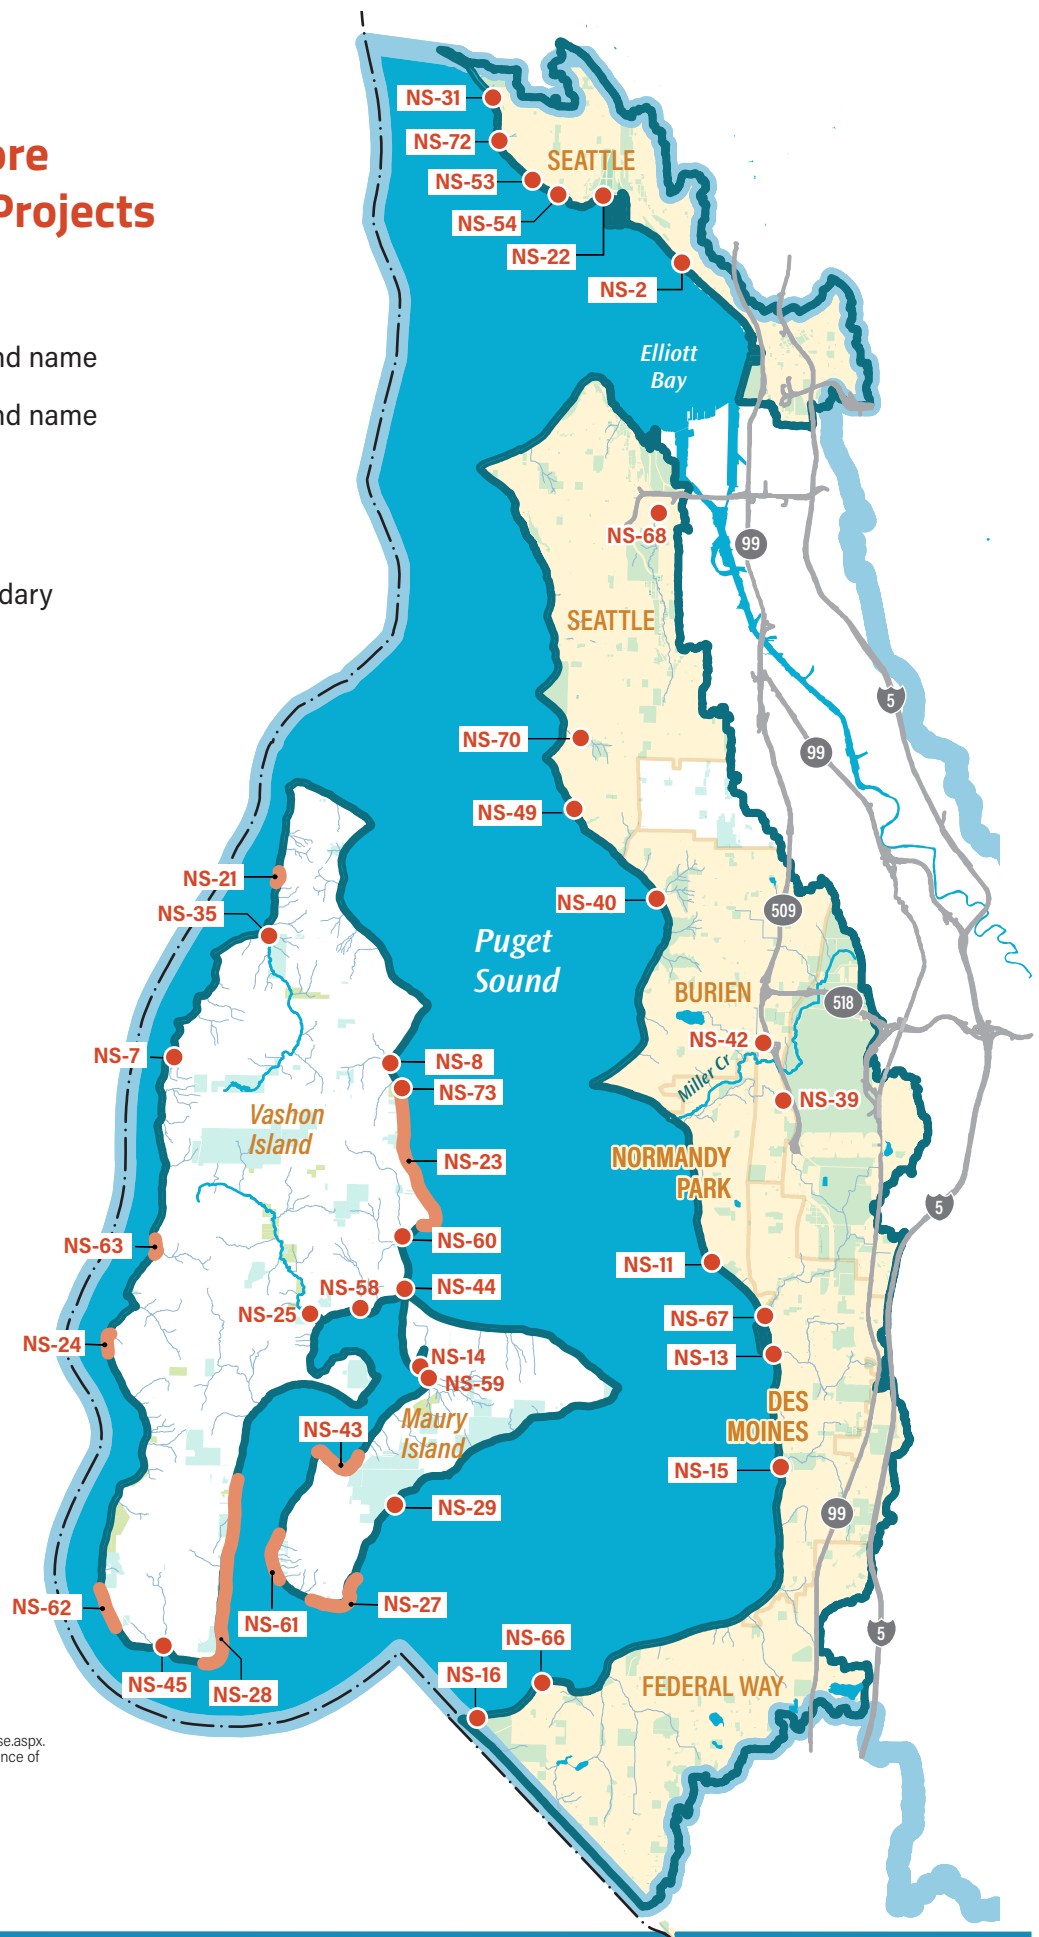 ore
Projects
nd name
nd name
dary
NS-31
NS-72
SEATTLE
NS-53
NS-54
NS-22
NS-2
Elliott
Bay
NS-68
99
SEATTLE
5
NS-70
99
NS-49
NS-21
NS-40
NS-35
509
Puget
Sound
BURIEN
518
NS-42
NS-7
NS-8
Miller Cr
NS-73
NS-39
Vashon
Island
NORMANDY
PARK
NS-23
5
NS-60
NS-63
NS-11
NS-58
NS-44
NS-25
NS-67
NS-24
NS-14
NS-13
NS-59
DES
MOINES
Maury
Island
NS-43
NS-15
NS-29
99
NS-62
NS-61
NS-27
5
NS-66
NS-16
NS-45
NS-28
FEDERAL WAY
se.aspx.
nce of